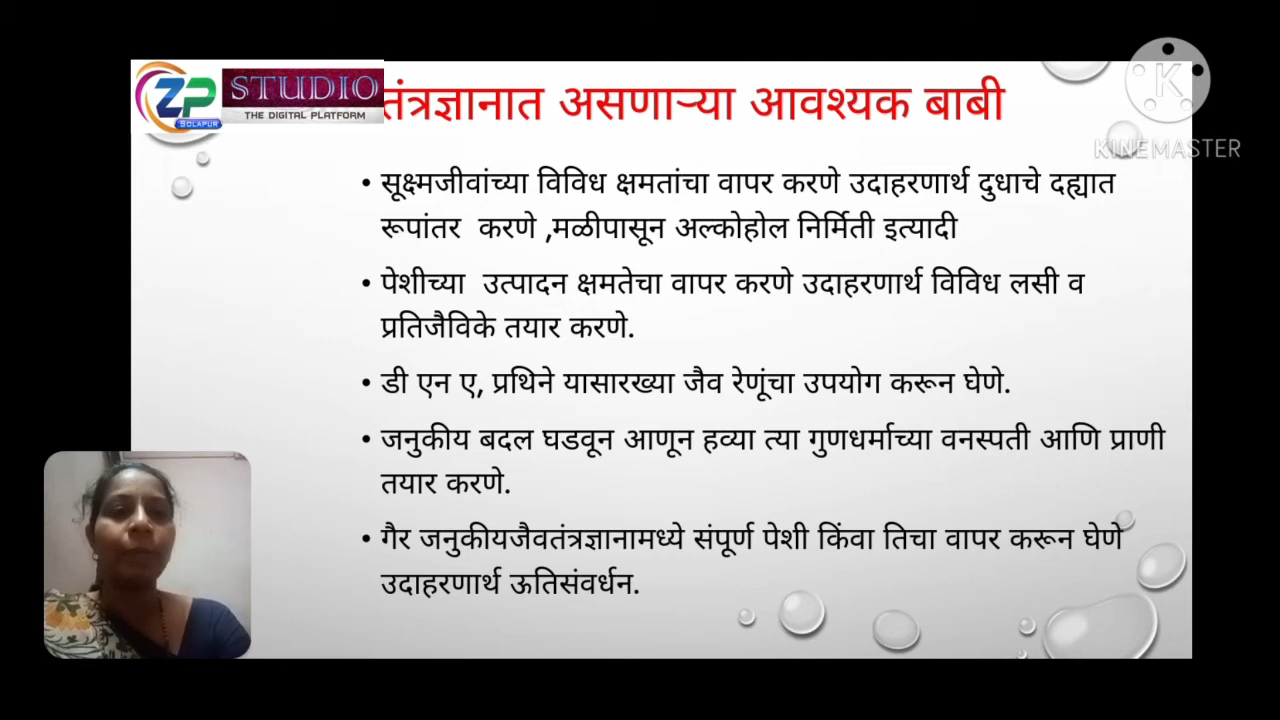 ZP STUDIO
SOLAPUR
THE DIGITAL PLATFORM
तंत्रज्ञानात असणाऱ्या आवश्यक बाबी
K
KINEMASTER
• सूक्ष्मजीवांच्या विविध क्षमतांचा वापर करणे उदाहरणार्थ दुधाचे दह्यात
रूपांतर करणे ,मळीपासून अल्कोहोल निर्मिती इत्यादी
• पेशीच्या उत्पादन क्षमतेचा वापर करणे उदाहरणार्थ विविध लसी व
प्रतिजैविके तयार करणे.
• डी एन ए, प्रथिने यासारख्या जैव रेणूंचा उपयोग करून घेणे.
• जनुकीय बदल घडवून आणून हव्या त्या गुणधर्माच्या वनस्पती आणि प्राणी
तयार करणे.
• गैर जनुकीयजैवतंत्रज्ञानामध्ये संपूर्ण पेशी किंवा तिचा वापर करून घेणे
उदाहरणार्थ ऊतिसंवर्धन.